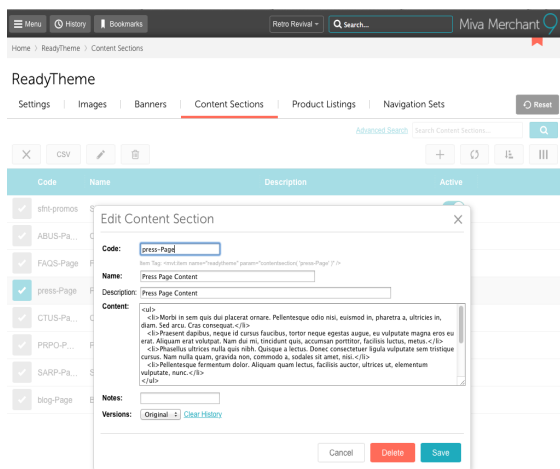 Menu History Bookmarks Retro Revival Search... Miva Merchant 9
Home > ReadyTheme > Content Sections
ReadyTheme
Settings Images Banners Content Sections Product Listings Navigation Sets Reset
Advanced Search Search Content Sections...
CSV
Code Name Description Active
sfnt-promos S
ABUS-Pa... C
FAQS-Page F
press-Page F
CTUS-Pa... C
PRPO-P... F
SARP-Pa... S
blog-Page B
Edit Content Section
Code: press-Page
Item Tag: <mvt:item name="readytheme" param="contentsection( 'press-Page' )" />
Name: Press Page Content
Description: Press Page Content
Content: <ul>
<li>Morbi in sem quis dui placerat ornare. Pellentesque odio nisi, euismod in, pharetra a, ultricies in,
diam. Sed arcu. Cras consequat.</li>
<li>Praesent dapibus, neque id cursus faucibus, tortor neque egestas augue, eu vulputate magna eros eu
erat. Aliquam erat volutpat. Nam dui mi, tincidunt quis, accumsan porttitor, facilisis luctus, metus.</li>
<li>Phasellus ultrices nulla quis nibh. Quisque a lectus. Donec consectetuer ligula vulputate sem tristique
cursus. Nam nulla quam, gravida non, commodo a, sodales sit amet, nisi.</li>
<li>Pellentesque fermentum dolor. Aliquam quam lectus, facilisis auctor, ultrices ut, elementum
vulputate, nunc.</li>
</ul>
Notes:
Versions: Original Clear History
Cancel Delete Save